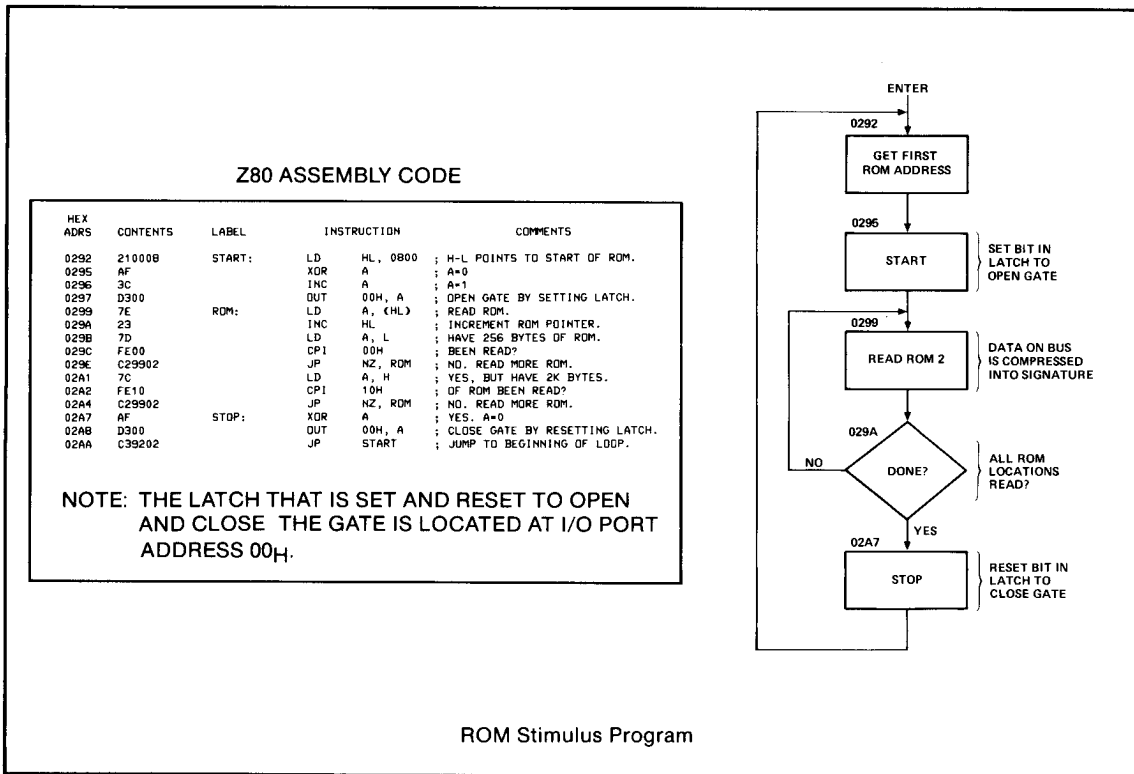 Z80 ASSEMBLY CODE
HEX
ADRS CONTENTS LABEL INSTRUCTION COMMENTS
0292 210008 START: LD HL, 0800 ; H-L POINTS TO START OF ROM.
0295 AF XOR A ; A=0
0296 3C INC A ; A=1
0297 D300 OUT 00H, A ; OPEN GATE BY SETTING LATCH.
0299 7E ROM: LD A, (HL) ; READ ROM.
029A 23 INC HL ; INCREMENT ROM POINTER.
029B 7D LD A, L ; HAVE 256 BYTES OF ROM.
029C FE00 CPI 00H ; BEEN READ?
029E C29902 JP NZ, ROM ; NO. READ MORE ROM.
02A1 7C LD A, H ; YES, BUT HAVE 2K BYTES.
02A2 FE10 CPI 10H ; OF ROM BEEN READ?
02A4 C29902 JP NZ, ROM ; NO. READ MORE ROM.
02A7 AF STOP: XOR A ; YES. A=0
02A8 D300 OUT 00H, A ; CLOSE GATE BY RESETTING LATCH.
02AA C39202 JP START ; JUMP TO BEGINNING OF LOOP.
NOTE: THE LATCH THAT IS SET AND RESET TO OPEN
AND CLOSE THE GATE IS LOCATED AT I/O PORT
ADDRESS 00H.
ENTER
0292
GET FIRST
ROM ADDRESS
0295
START
SET BIT IN
LATCH TO
OPEN GATE
0299
READ ROM 2
DATA ON BUS
IS COMPRESSED
INTO SIGNATURE
029A
NO
DONE?
ALL ROM
LOCATIONS
READ?
YES
02A7
STOP
RESET BIT IN
LATCH TO
CLOSE GATE
ROM Stimulus Program